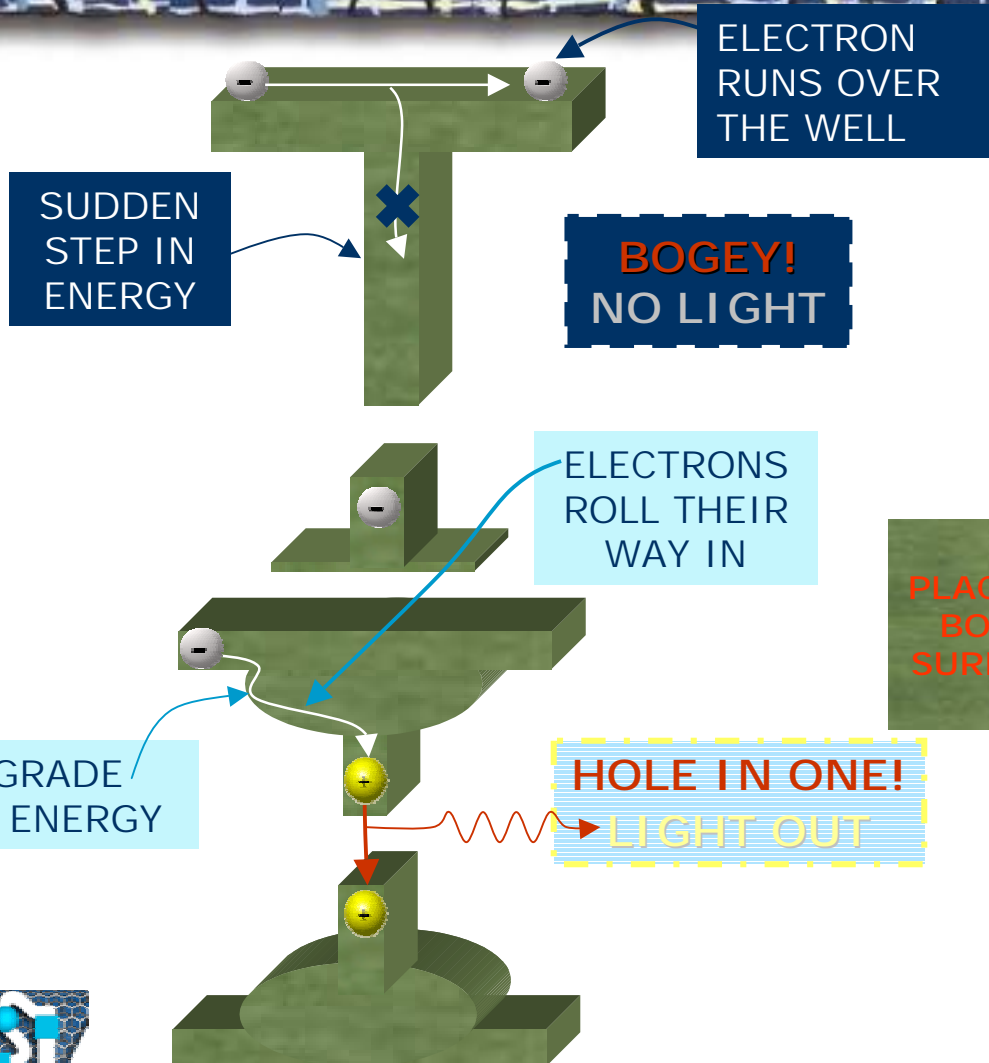 ELECTRON
RUNS OVER
THE WELL
SUDDEN
STEP IN
ENERGY
BOGEY!
NO LIGHT
ELECTRONS
ROLL THEIR
WAY IN
ENERGY
HOLE IN ONE!
LIGHT OUT
-
-
-
-
+
+